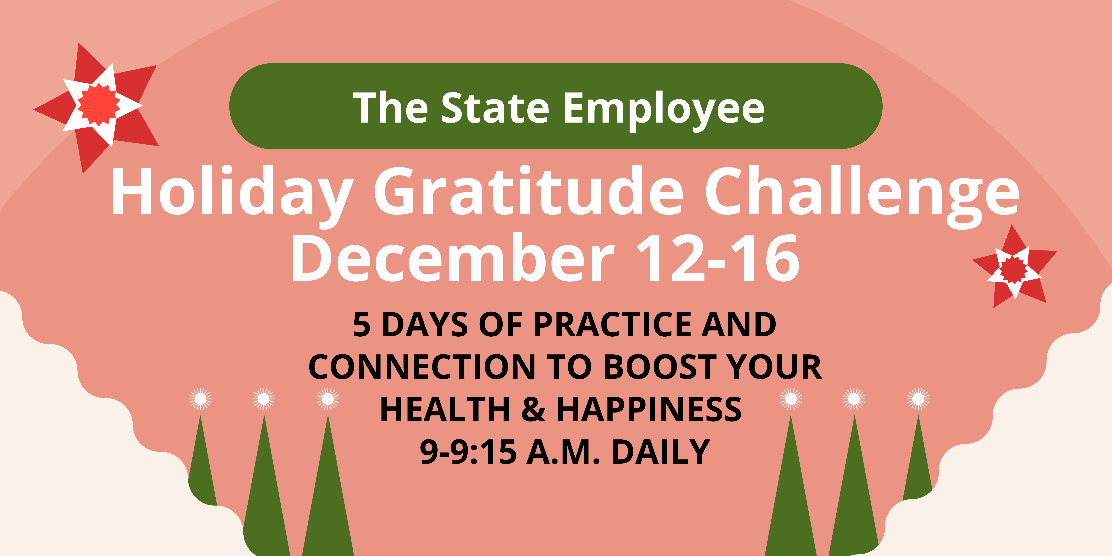 The State Employee
Holiday Gratitude Challenge
December 12-16
5 DAYS OF PRACTICE AND
CONNECTION TO BOOST YOUR
HEALTH & HAPPINESS
9-9:15 A.M. DAILY